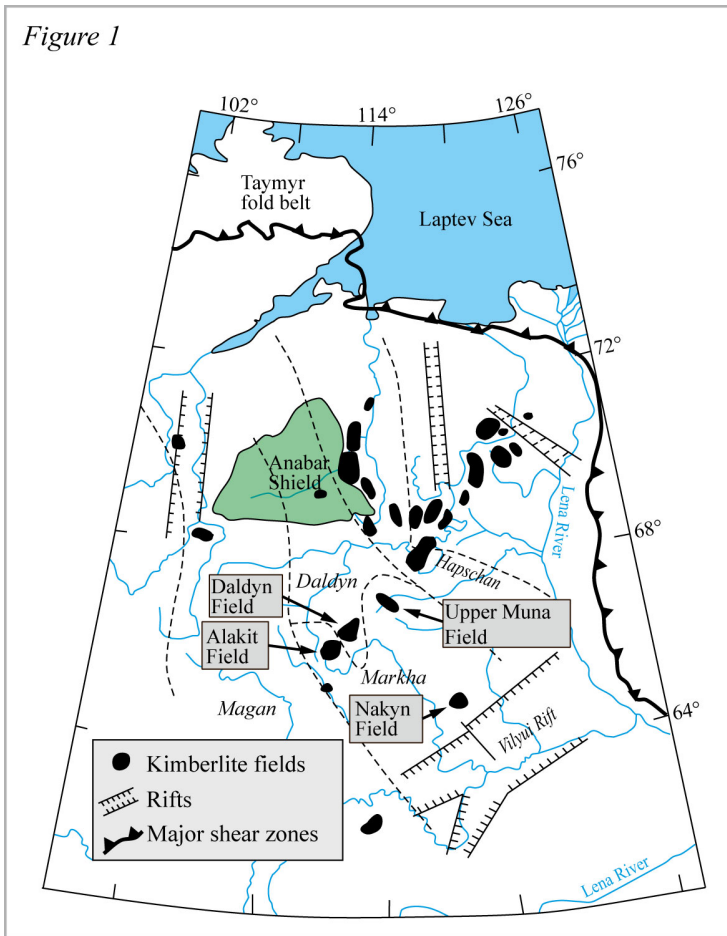 Figure 1
102°
114°
126°
76°
Taymyr
fold belt
Laptev Sea
72°
Anabar
Shield
Lena River
68°
Hapschan
Daldyn
Daldyn
Field
Upper Muna
Field
Alakit
Field
Markha
Magan
Nakyn
Field
64°
Vilyui Rift
Kimberlite fields
Rifts
Major shear zones
Lena River